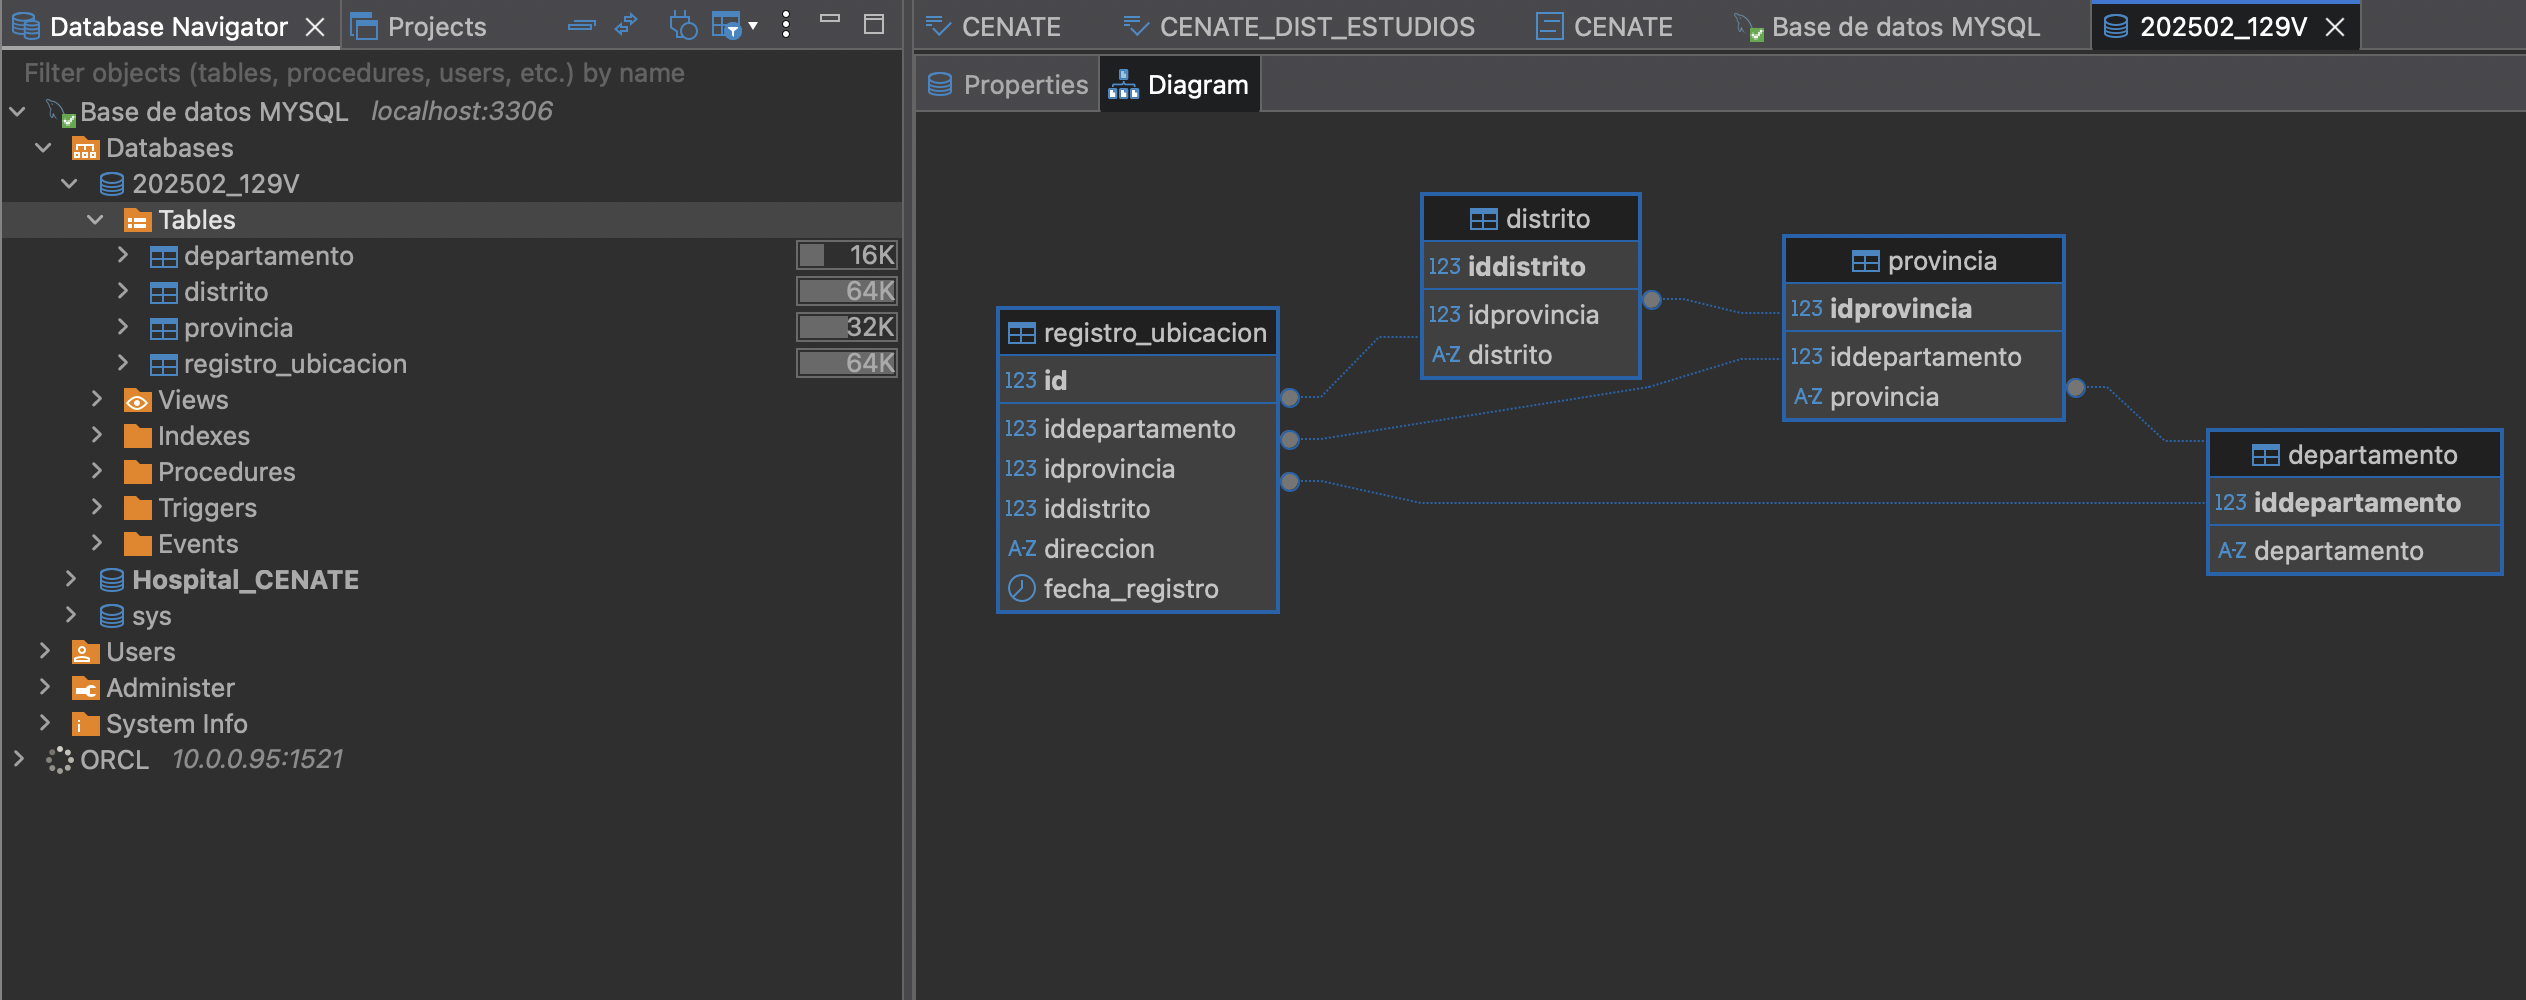 Database Navigator
Projects
Filter objects (tables, procedures, users, etc.) by name
Base de datos MYSQL localhost:3306
Databases
202502_129V
Tables
departamento 16K
distrito 64K
provincia 32K
registro_ubicacion 64K
Views
Indexes
Procedures
Triggers
Events
Hospital_CENATE
sys
Users
Administer
System Info
ORCL 10.0.0.95:1521
CENATE
CENATE_DIST_ESTUDIOS
CENATE
Base de datos MYSQL
202502_129V
Properties
Diagram
registro_ubicacion
123 id
123 iddepartamento
123 idprovincia
123 iddistrito
A-Z direccion
fecha_registro
distrito
123 iddistrito
123 idprovincia
A-Z distrito
provincia
123 idprovincia
123 iddepartamento
A-Z provincia
departamento
123 iddepartamento
A-Z departamento